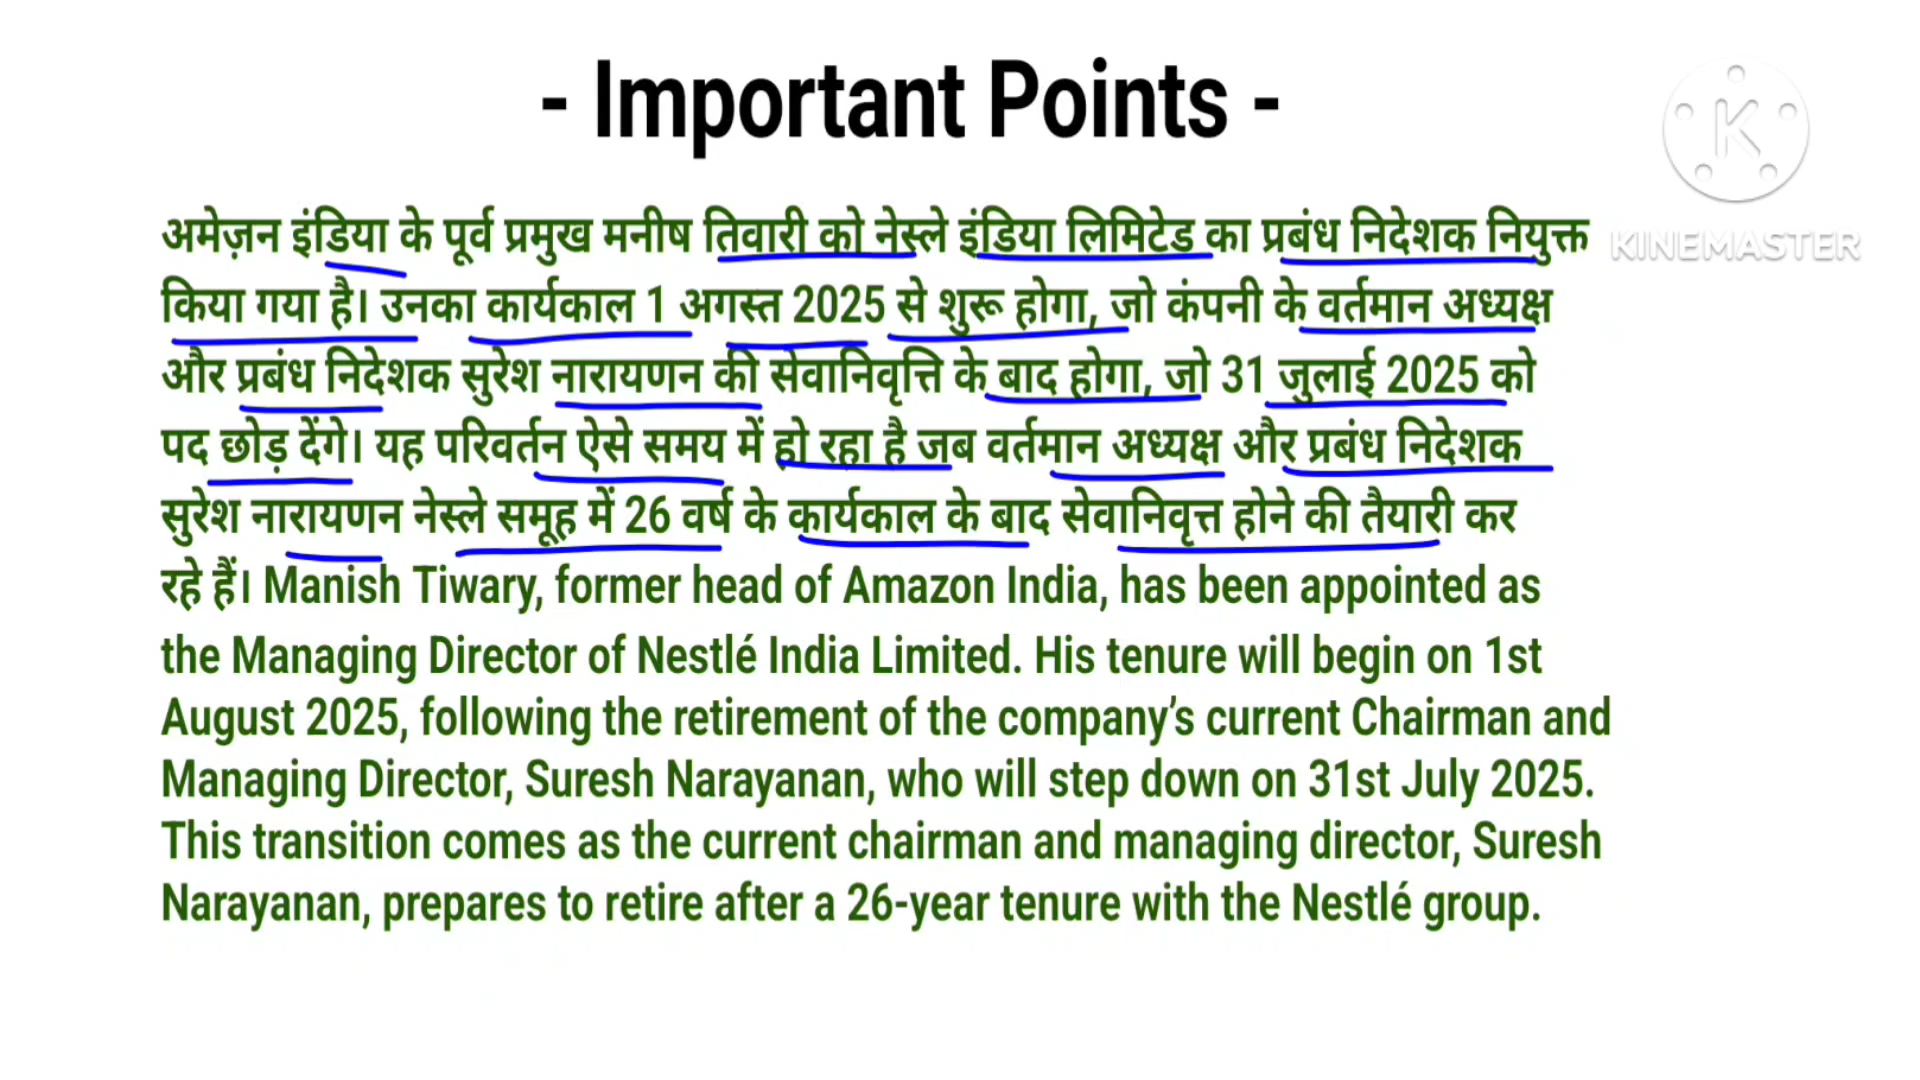 - Important Points -
K
KINEMASTER
अमेज़न इंडिया के पूर्व प्रमुख मनीष तिवारी को नेस्ले इंडिया लिमिटेड का प्रबंध निदेशक नियुक्त
किया गया है। उनका कार्यकाल 1 अगस्त 2025 से शुरू होगा, जो कंपनी के वर्तमान अध्यक्ष
और प्रबंध निदेशक सुरेश नारायणन की सेवानिवृत्ति के बाद होगा, जो 31 जुलाई 2025 को
पद छोड़ देंगे। यह परिवर्तन ऐसे समय में हो रहा है जब वर्तमान अध्यक्ष और प्रबंध निदेशक
सुरेश नारायणन नेस्ले समूह में 26 वर्ष के कार्यकाल के बाद सेवानिवृत्त होने की तैयारी कर
रहे हैं। Manish Tiwary, former head of Amazon India, has been appointed as
the Managing Director of Nestlé India Limited. His tenure will begin on 1st
August 2025, following the retirement of the company’s current Chairman and
Managing Director, Suresh Narayanan, who will step down on 31st July 2025.
This transition comes as the current chairman and managing director, Suresh
Narayanan, prepares to retire after a 26-year tenure with the Nestlé group.